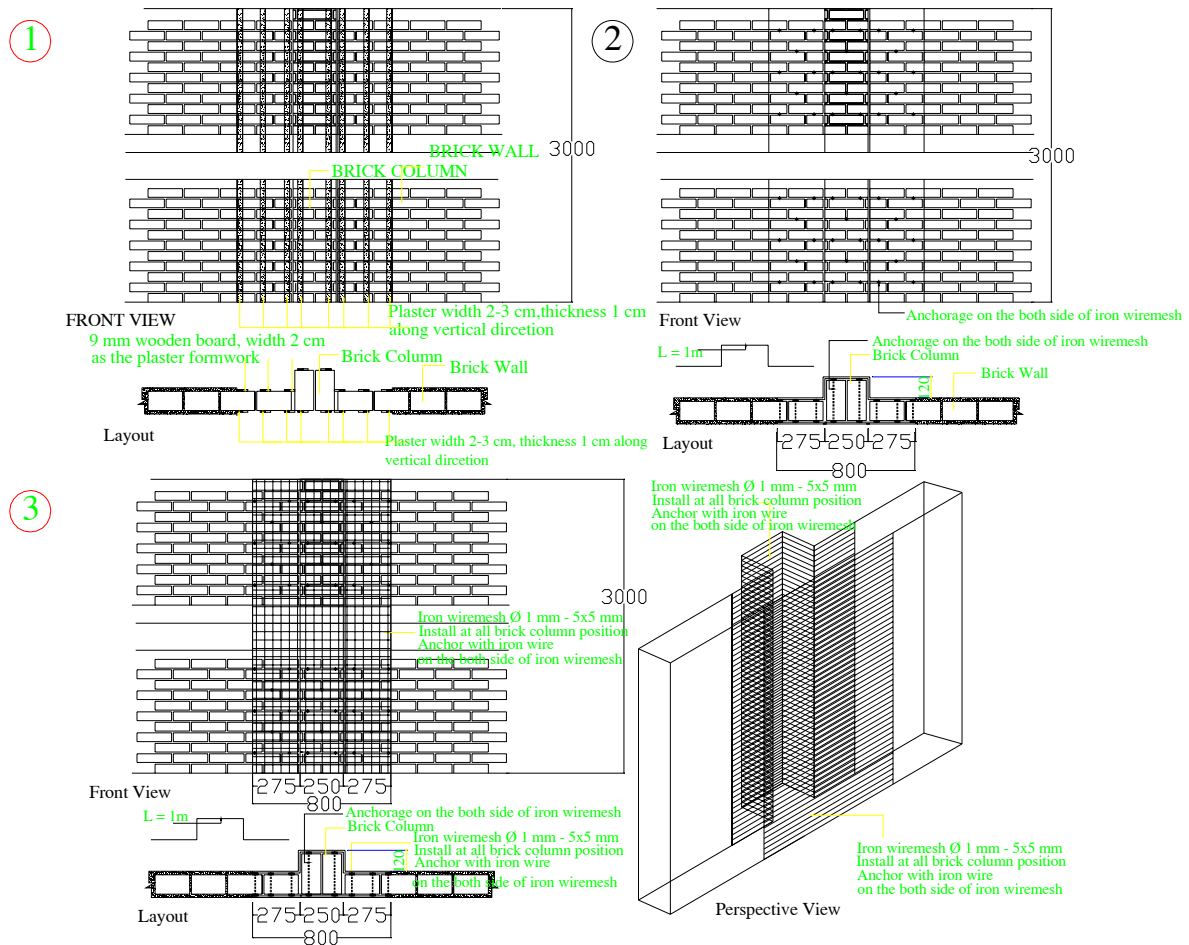 1
BRICK WALL
BRICK COLUMN
3000
FRONT VIEW
Plaster width 2-3 cm,thickness 1 cm
along vertical dircetion
9 mm wooden board, width 2 cm
as the plaster formwork
Brick Column
Brick Wall
Layout
Plaster width 2-3 cm, thickness 1 cm along
vertical dircetion
2
3000
Front View
Anchorage on the both side of iron wiremesh
L = 1m
Anchorage on the both side of iron wiremesh
Brick Column
Brick Wall
120
Layout
275 250 275
800
3
3000
Iron wiremesh Ø 1 mm - 5x5 mm
Install at all brick column position
Anchor with iron wire
on the both side of iron wiremesh
275 250 275
800
Front View
L = 1m
Anchorage on the both side of iron wiremesh
Brick Column
Iron wiremesh Ø 1 mm - 5x5 mm
Install at all brick column position
Anchor with iron wire
on the both side of iron wiremesh
120
Layout
275 250 275
800
Iron wiremesh Ø 1 mm - 5x5 mm
Install at all brick column position
Anchor with iron wire
on the both side of iron wiremesh
Iron wiremesh Ø 1 mm - 5x5 mm
Install at all brick column position
Anchor with iron wire
on the both side of iron wiremesh
Perspective View